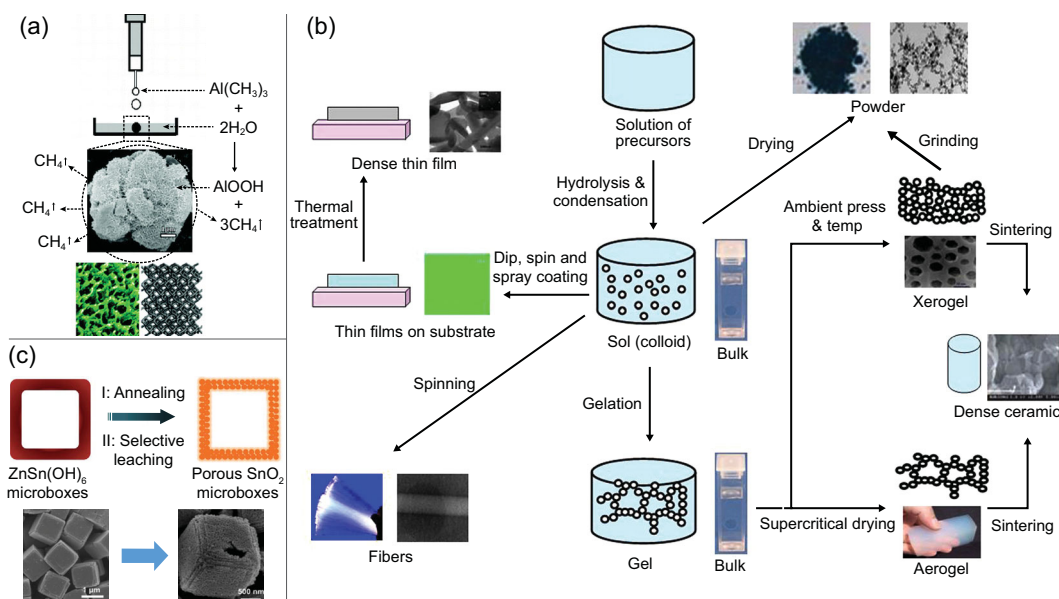 (a)
Al(CH₃)₃
+
2H₂O
CH₄↑
AlOOH
+
CH₄↑
3CH₄↑
CH₄↑
(b)
Solution of
precursors
Powder
Dense thin film
Drying
Grinding
Hydrolysis &
condensation
Thermal
treatment
Ambient press
& temp
Sintering
Dip, spin and
spray coating
Xerogel
Thin films on substrate
Sol (colloid)
Bulk
Spinning
Gelation
Dense ceramic
Fibers
Gel
Bulk
Supercritical drying
Sintering
Aerogel
(c)
I: Annealing
II: Selective
leaching
ZnSn(OH)₆
microboxes
Porous SnO₂
microboxes
1 µm
500 nm